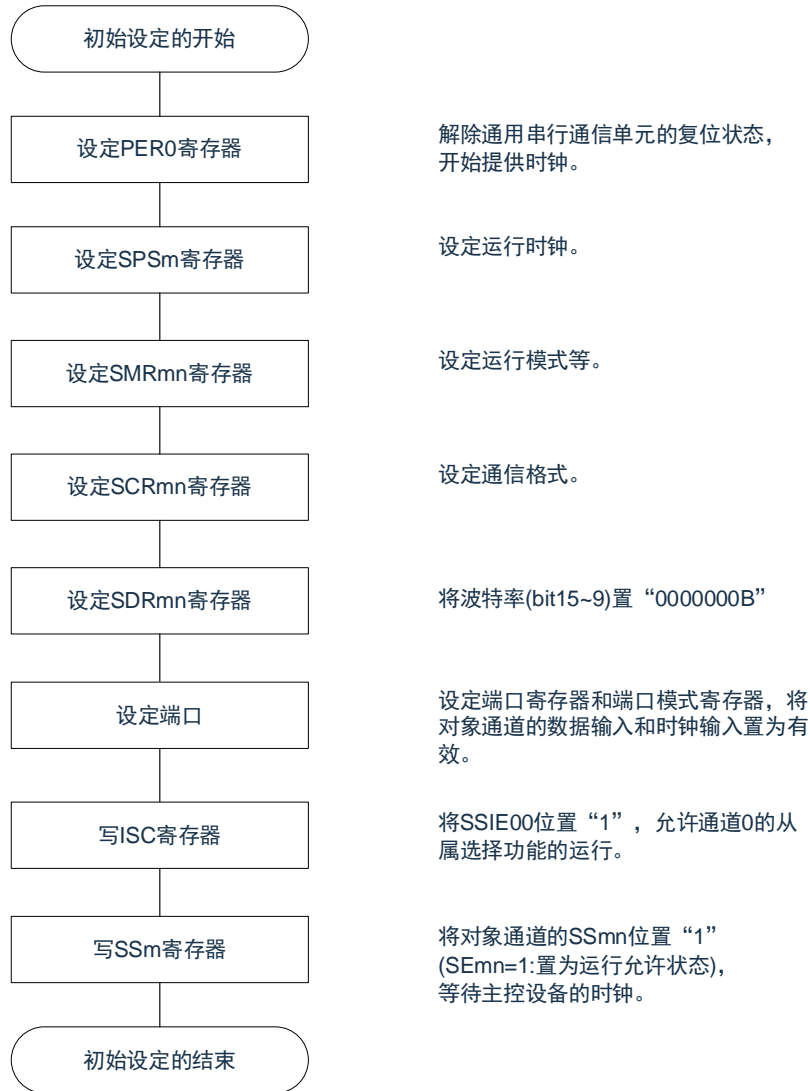 初始设定的开始
设定PER0寄存器
解除通用串行通信单元的复位状态，
开始提供时钟。
设定SPSm寄存器
设定运行时钟。
设定SMRmn寄存器
设定运行模式等。
设定SCRmn寄存器
设定通信格式。
设定SDRmn寄存器
将波特率(bit15~9)置“0000000B”
设定端口
设定端口寄存器和端口模式寄存器，将
对象通道的数据输入和时钟输入置为有
效。
写ISC寄存器
将SSIE00位置“1”，允许通道0的从
属选择功能的运行。
写SSm寄存器
将对象通道的SSmn位置“1”
(SEmn=1:置为运行允许状态)，
等待主控设备的时钟。
初始设定的结束